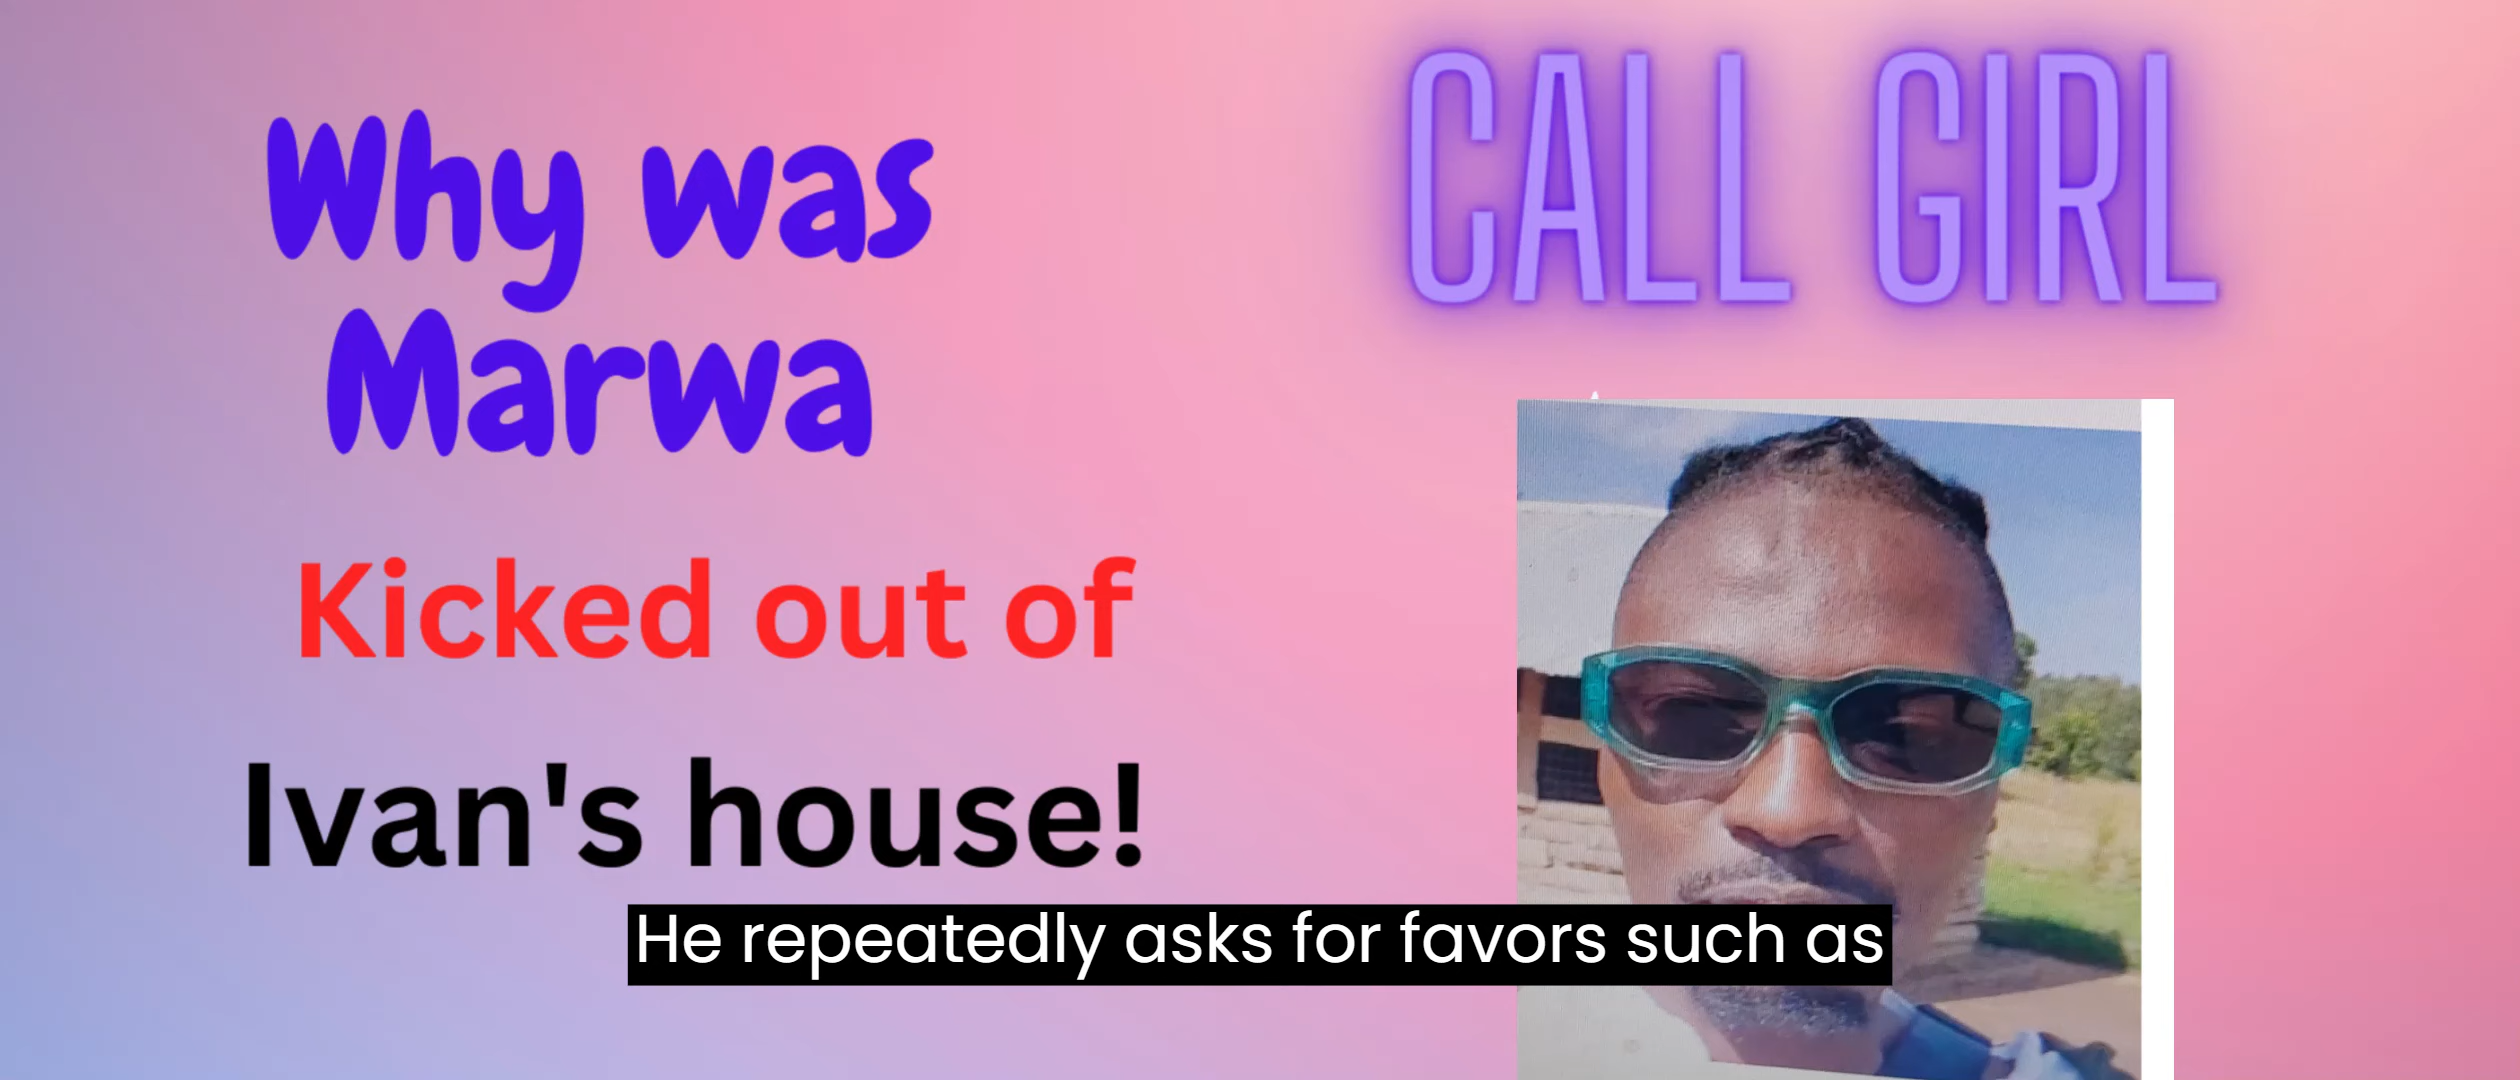 Why was
Marwa
Kicked out of
Ivan's house!
CALL GIRL
He repeatedly asks for favors such as